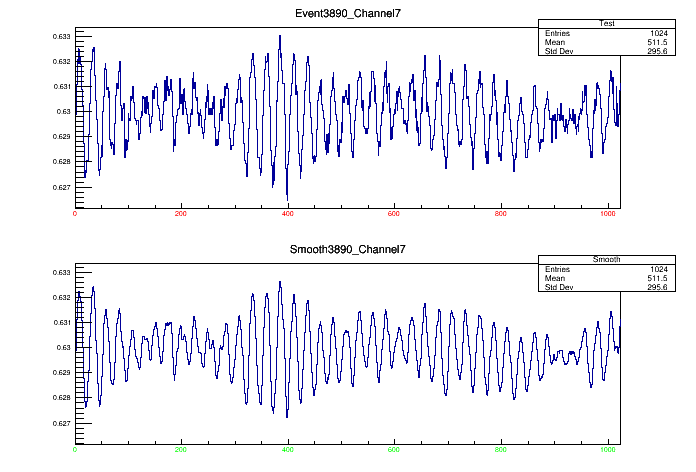 Event3890_Channel7
Test
Entries 1024
Mean 511.5
Std Dev 295.6
0.633
0.632
0.631
0.63
0.629
0.628
0.627
0 200 400 600 800 1000
Smooth3890_Channel7
Smooth
Entries 1024
Mean 511.5
Std Dev 295.6
0.633
0.632
0.631
0.63
0.629
0.628
0.627
0 200 400 600 800 1000